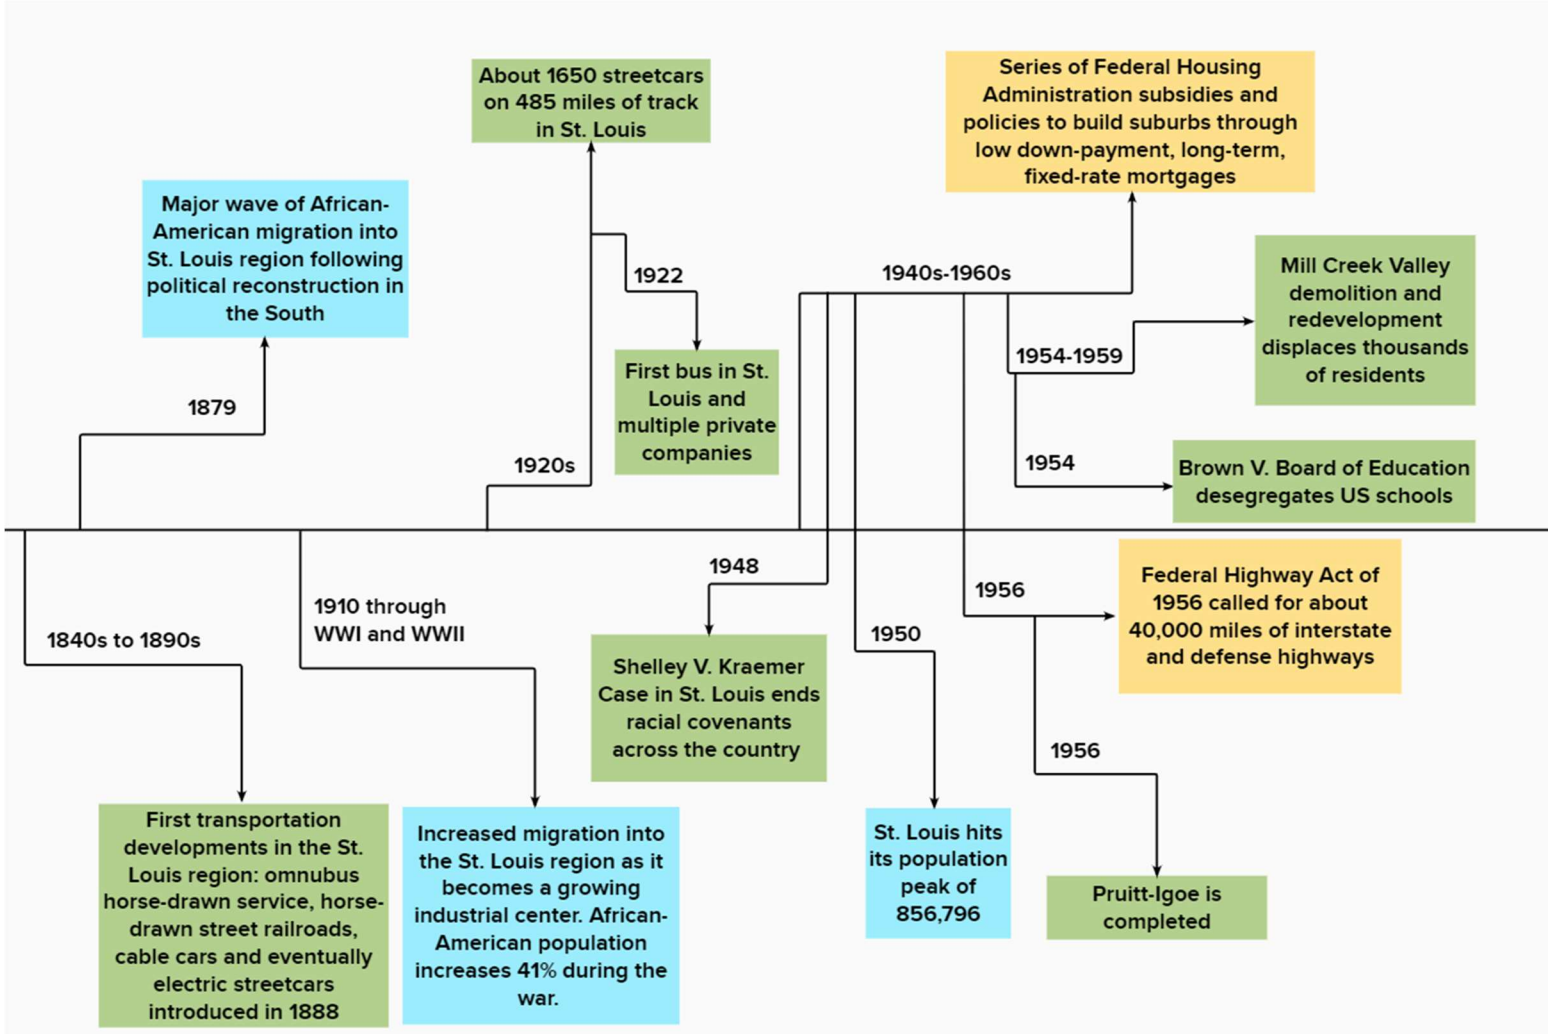 About 1650 streetcars
on 485 miles of track
in St. Louis
Series of Federal Housing
Administration subsidies and
policies to build suburbs through
low down-payment, long-term,
fixed-rate mortgages
Major wave of African-
American migration into
St. Louis region following
political reconstruction in
the South
1879
1922
First bus in St.
Louis and
multiple private
companies
1920s
1940s-1960s
Mill Creek Valley
demolition and
redevelopment
displaces thousands
of residents
1954-1959
1954
Brown V. Board of Education
desegregates US schools
1840s to 1890s
First transportation
developments in the St.
Louis region: omnubus
horse-drawn service, horse-
drawn street railroads,
cable cars and eventually
electric streetcars
introduced in 1888
1910 through
WWI and WWII
Increased migration into
the St. Louis region as it
becomes a growing
industrial center. African-
American population
increases 41% during the
war.
1948
Shelley V. Kraemer
Case in St. Louis ends
racial covenants
across the country
1950
St. Louis hits
its population
peak of
856,796
1956
Federal Highway Act of
1956 called for about
40,000 miles of interstate
and defense highways
1956
Pruitt-Igoe is
completed